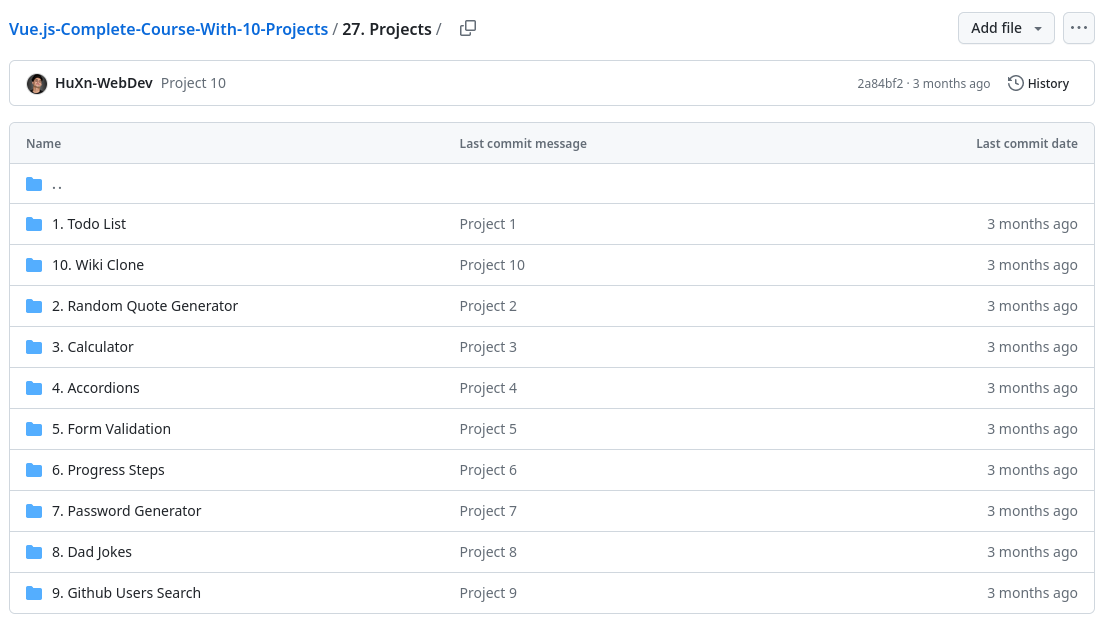 Vue.js-Complete-Course-With-10-Projects / 27. Projects / Add file ...
HuXn-WebDev Project 10 2a84bf2 · 3 months ago History
Name Last commit message Last commit date
..
1. Todo List Project 1 3 months ago
10. Wiki Clone Project 10 3 months ago
2. Random Quote Generator Project 2 3 months ago
3. Calculator Project 3 3 months ago
4. Accordions Project 4 3 months ago
5. Form Validation Project 5 3 months ago
6. Progress Steps Project 6 3 months ago
7. Password Generator Project 7 3 months ago
8. Dad Jokes Project 8 3 months ago
9. Github Users Search Project 9 3 months ago